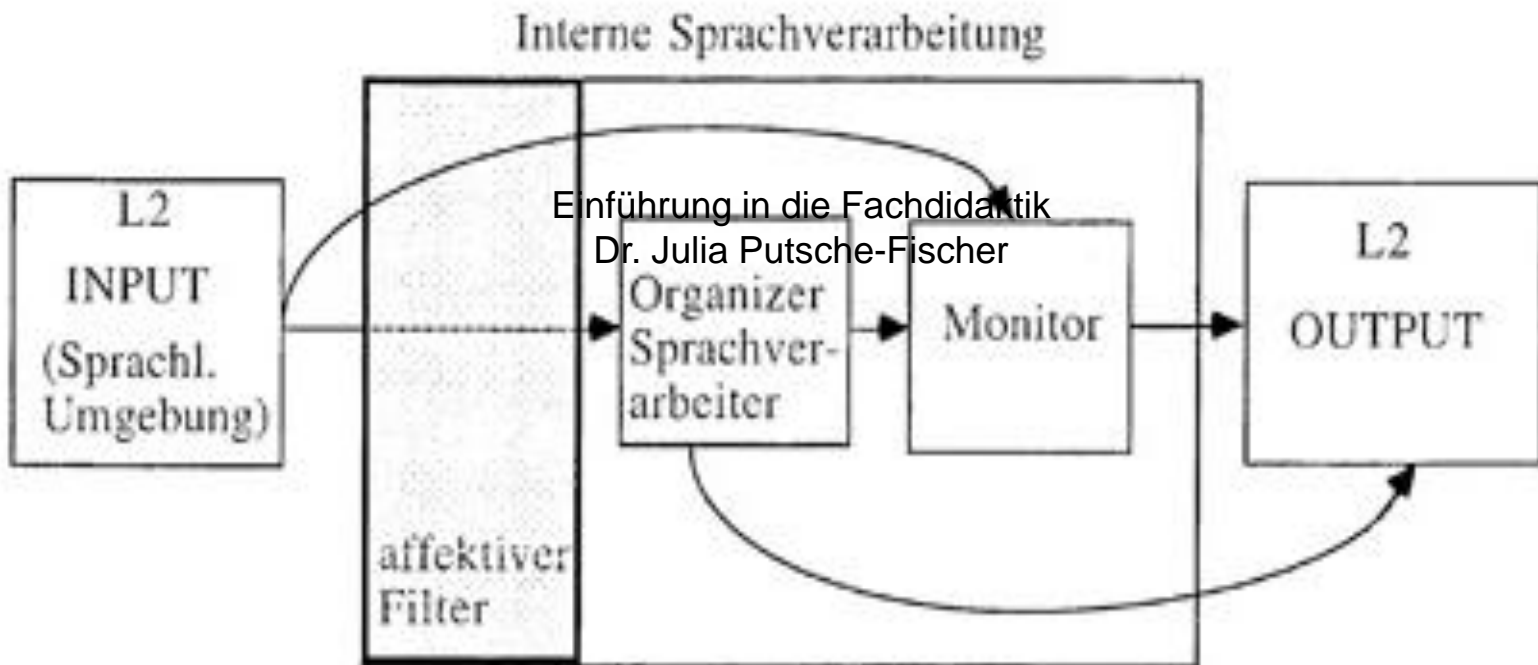 Interne Sprachverarbeitung
L2
INPUT
(Sprachl.
Umgebung)
affektiver
Filter
Einführung in die Fachdidaktik
Dr. Julia Putsche-Fischer
Organizer
Sprachver-
arbeiter
Monitor
L2
OUTPUT